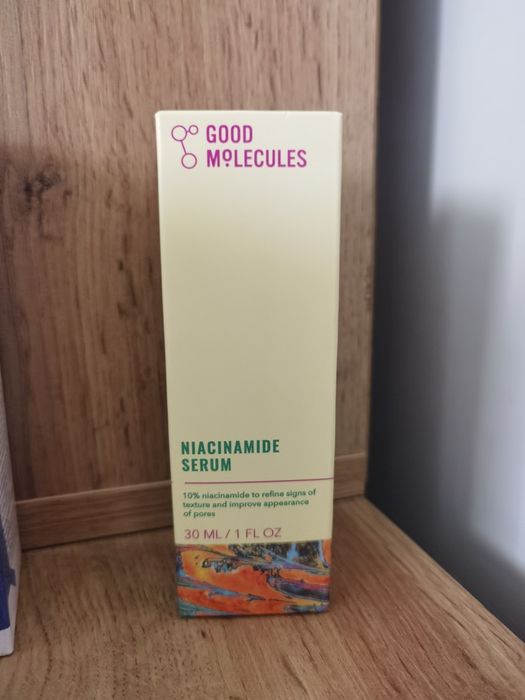 GOOD
MOLECULES
NIACINAMIDE
SERUM
10% niacinamide to refine signs of
texture and improve appearance
of pores
30 ML / 1 FL OZ